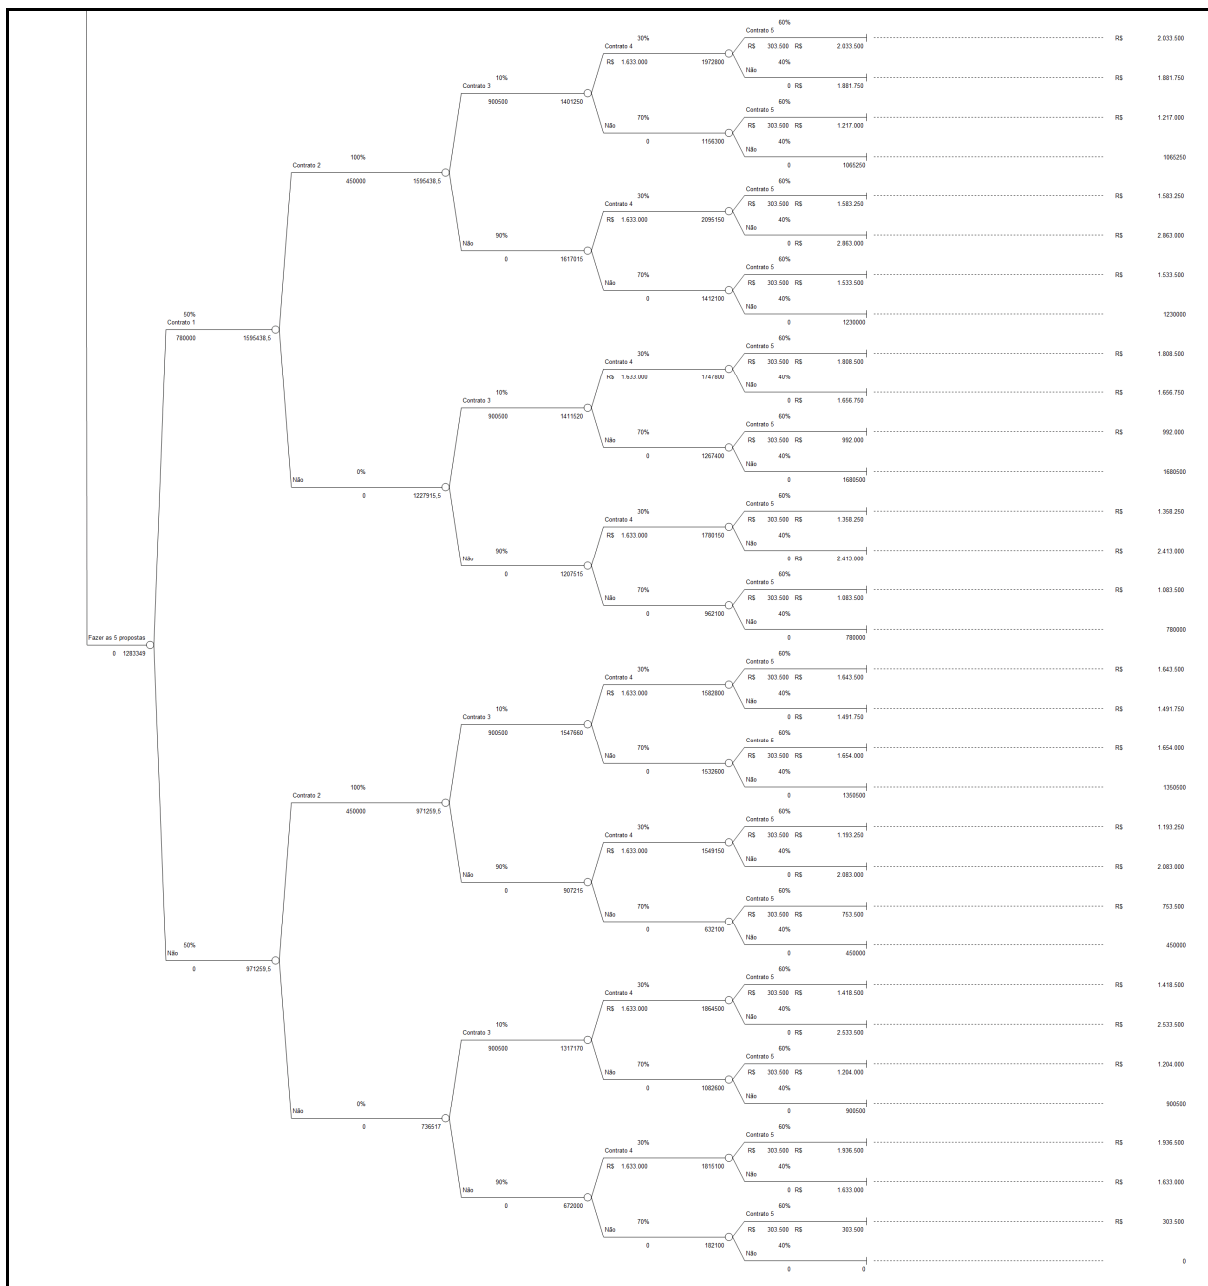 60%
Contrato 5
30%
Contrato 4 R$ 303.500 R$ 2.033.500 R$ 2.033.500
R$ 1.633.000 1972800 40%
Não
10% 0 R$ 1.881.750 R$ 1.881.750
Contrato 3 60%
900500 1401250 Contrato 5
70% R$ 303.500 R$ 1.217.000 R$ 1.217.000
Não 0 1156300 40%
Não
100% 0 1065250 1065250
Contrato 2 60%
450000 1595438,5 Contrato 5
30% R$ 303.500 R$ 1.583.250 R$ 1.583.250
Contrato 4
R$ 1.633.000 2095150 40%
Não
90% 0 R$ 2.863.000 R$ 2.863.000
Não 60%
0 1617015 Contrato 5
70% R$ 303.500 R$ 1.533.500 R$ 1.533.500
Não 0 1412100 40%
Não
50% 0 1230000 1230000
Contrato 1 60%
780000 1595438,5 Contrato 5
30% R$ 303.500 R$ 1.808.500 R$ 1.808.500
Contrato 4
R$ 1.633.000 1747800 40%
Não
10% 0 R$ 1.656.750 R$ 1.656.750
Contrato 3 60%
900500 1411520 Contrato 5
70% R$ 303.500 R$ 992.000 R$ 992.000
Não 0 1267400 40%
Não
0% 0 1680500 1680500
Não 60%
0 1227915,5 Contrato 5
30% R$ 303.500 R$ 1.358.250 R$ 1.358.250
Contrato 4
R$ 1.633.000 1780150 40%
Não
90% 0 R$ 2.413.000 R$ 2.413.000
Não 60%
0 1207515 Contrato 5
70% R$ 303.500 R$ 1.083.500 R$ 1.083.500
Não 0 962100 40%
Não
0 780000 780000
Fazer as 5 propostas
0 1283349
60%
Contrato 5
30% R$ 303.500 R$ 1.643.500 R$ 1.643.500
Contrato 4
R$ 1.633.000 1582800 40%
Não
10% 0 R$ 1.491.750 R$ 1.491.750
Contrato 3 60%
900500 1547660 Contrato 5
70% R$ 303.500 R$ 1.654.000 R$ 1.654.000
Não 0 1532600 40%
Não
100% 0 1350500 1350500
Contrato 2 60%
450000 971259,5 Contrato 5
30% R$ 303.500 R$ 1.193.250 R$ 1.193.250
Contrato 4
R$ 1.633.000 1549150 40%
Não
90% 0 R$ 2.083.000 R$ 2.083.000
Não 60%
0 907215 Contrato 5
70% R$ 303.500 R$ 753.500 R$ 753.500
Não 0 632100 40%
Não
50% 0 450000 450000
Não 60%
0 971259,5 Contrato 5
30% R$ 303.500 R$ 1.418.500 R$ 1.418.500
Contrato 4
R$ 1.633.000 1864500 40%
Não
10% 0 R$ 2.533.500 R$ 2.533.500
Contrato 3 60%
900500 1317170 Contrato 5
70% R$ 303.500 R$ 1.204.000 R$ 1.204.000
Não 0 1082600 40%
Não
0% 0 900500 900500
Não 60%
0 736517 Contrato 5
30% R$ 303.500 R$ 1.936.500 R$ 1.936.500
Contrato 4
R$ 1.633.000 1815100 40%
Não
90% 0 R$ 1.633.000 R$ 1.633.000
Não 60%
0 672000 Contrato 5
70% R$ 303.500 R$ 303.500 R$ 303.500
Não 0 182100 40%
Não
0 0 0